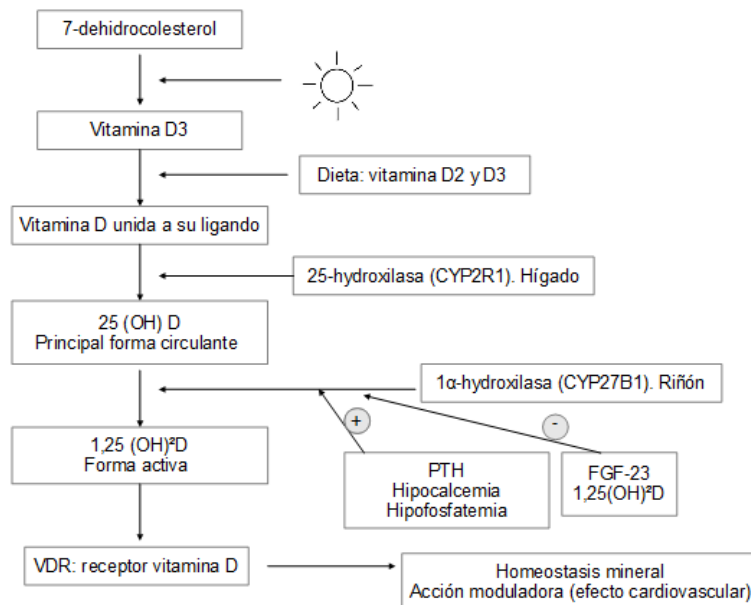 7-dehidrocolesterol
Vitamina D3
Dieta: vitamina D2 y D3
Vitamina D unida a su ligando
25-hydroxilasa (CYP2R1). Hígado
25 (OH) D
Principal forma circulante
1α-hydroxilasa (CYP27B1). Riñón
+
-
1,25 (OH)²D
Forma activa
PTH
Hipocalcemia
Hipofosfatemia
FGF-23
1,25(OH)²D
VDR: receptor vitamina D
Homeostasis mineral
Acción moduladora (efecto cardiovascular)